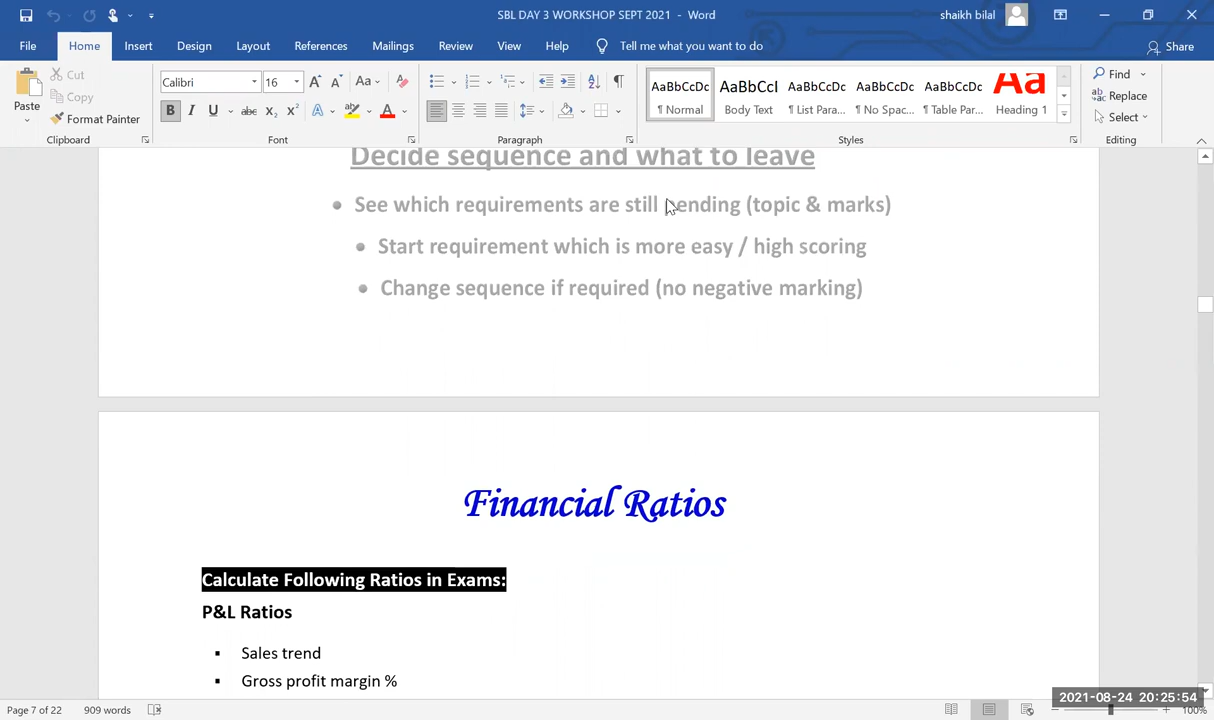 SBL DAY 3 WORKSHOP SEPT 2021 - Word
shaikh bilal
File Home Insert Design Layout References Mailings Review View Help Tell me what you want to do
Share
Paste
Cut
Copy
Format Painter
Clipboard
Calibri 16
Font
Paragraph
AaBbCcDc AaBbCcI AaBbCcDc AaBbCcDc AaBbCcDc Aa
¶ Normal Body Text ¶ List Para... ¶ No Spac... ¶ Table Par... Heading 1
Styles
Find
Replace
Select
Editing
Decide sequence and what to leave
• See which requirements are still pending (topic & marks)
• Start requirement which is more easy / high scoring
• Change sequence if required (no negative marking)
Financial Ratios
Calculate Following Ratios in Exams:
P&L Ratios
▪ Sales trend
▪ Gross profit margin %
2021-08-24 20:25:54
Page 7 of 22 909 words
100%